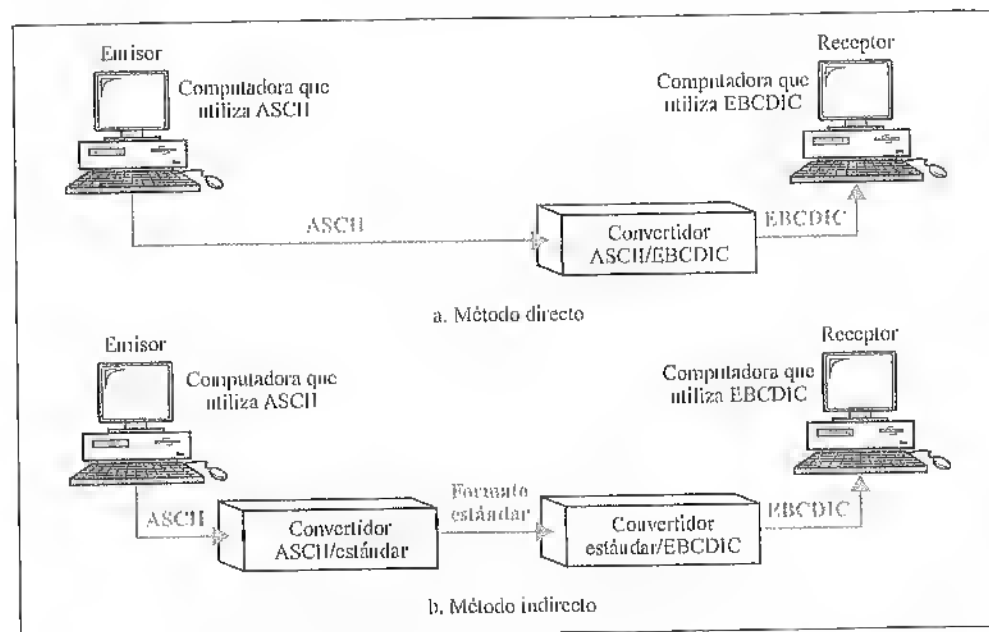 Emisor
Computadora que
utiliza ASCII
Receptor
Computadora que
utiliza EBCDIC
ASCII
Convertidor
ASCII/EBCDIC
EBCDIC
a. Método directo
Emisor
Computadora que
utiliza ASCII
Receptor
Computadora que
utiliza EBCDIC
ASCII
Convertidor
ASCII/estándar
Formato
estándar
Convertidor
estándar/EBCDIC
EBCDIC
b. Método indirecto